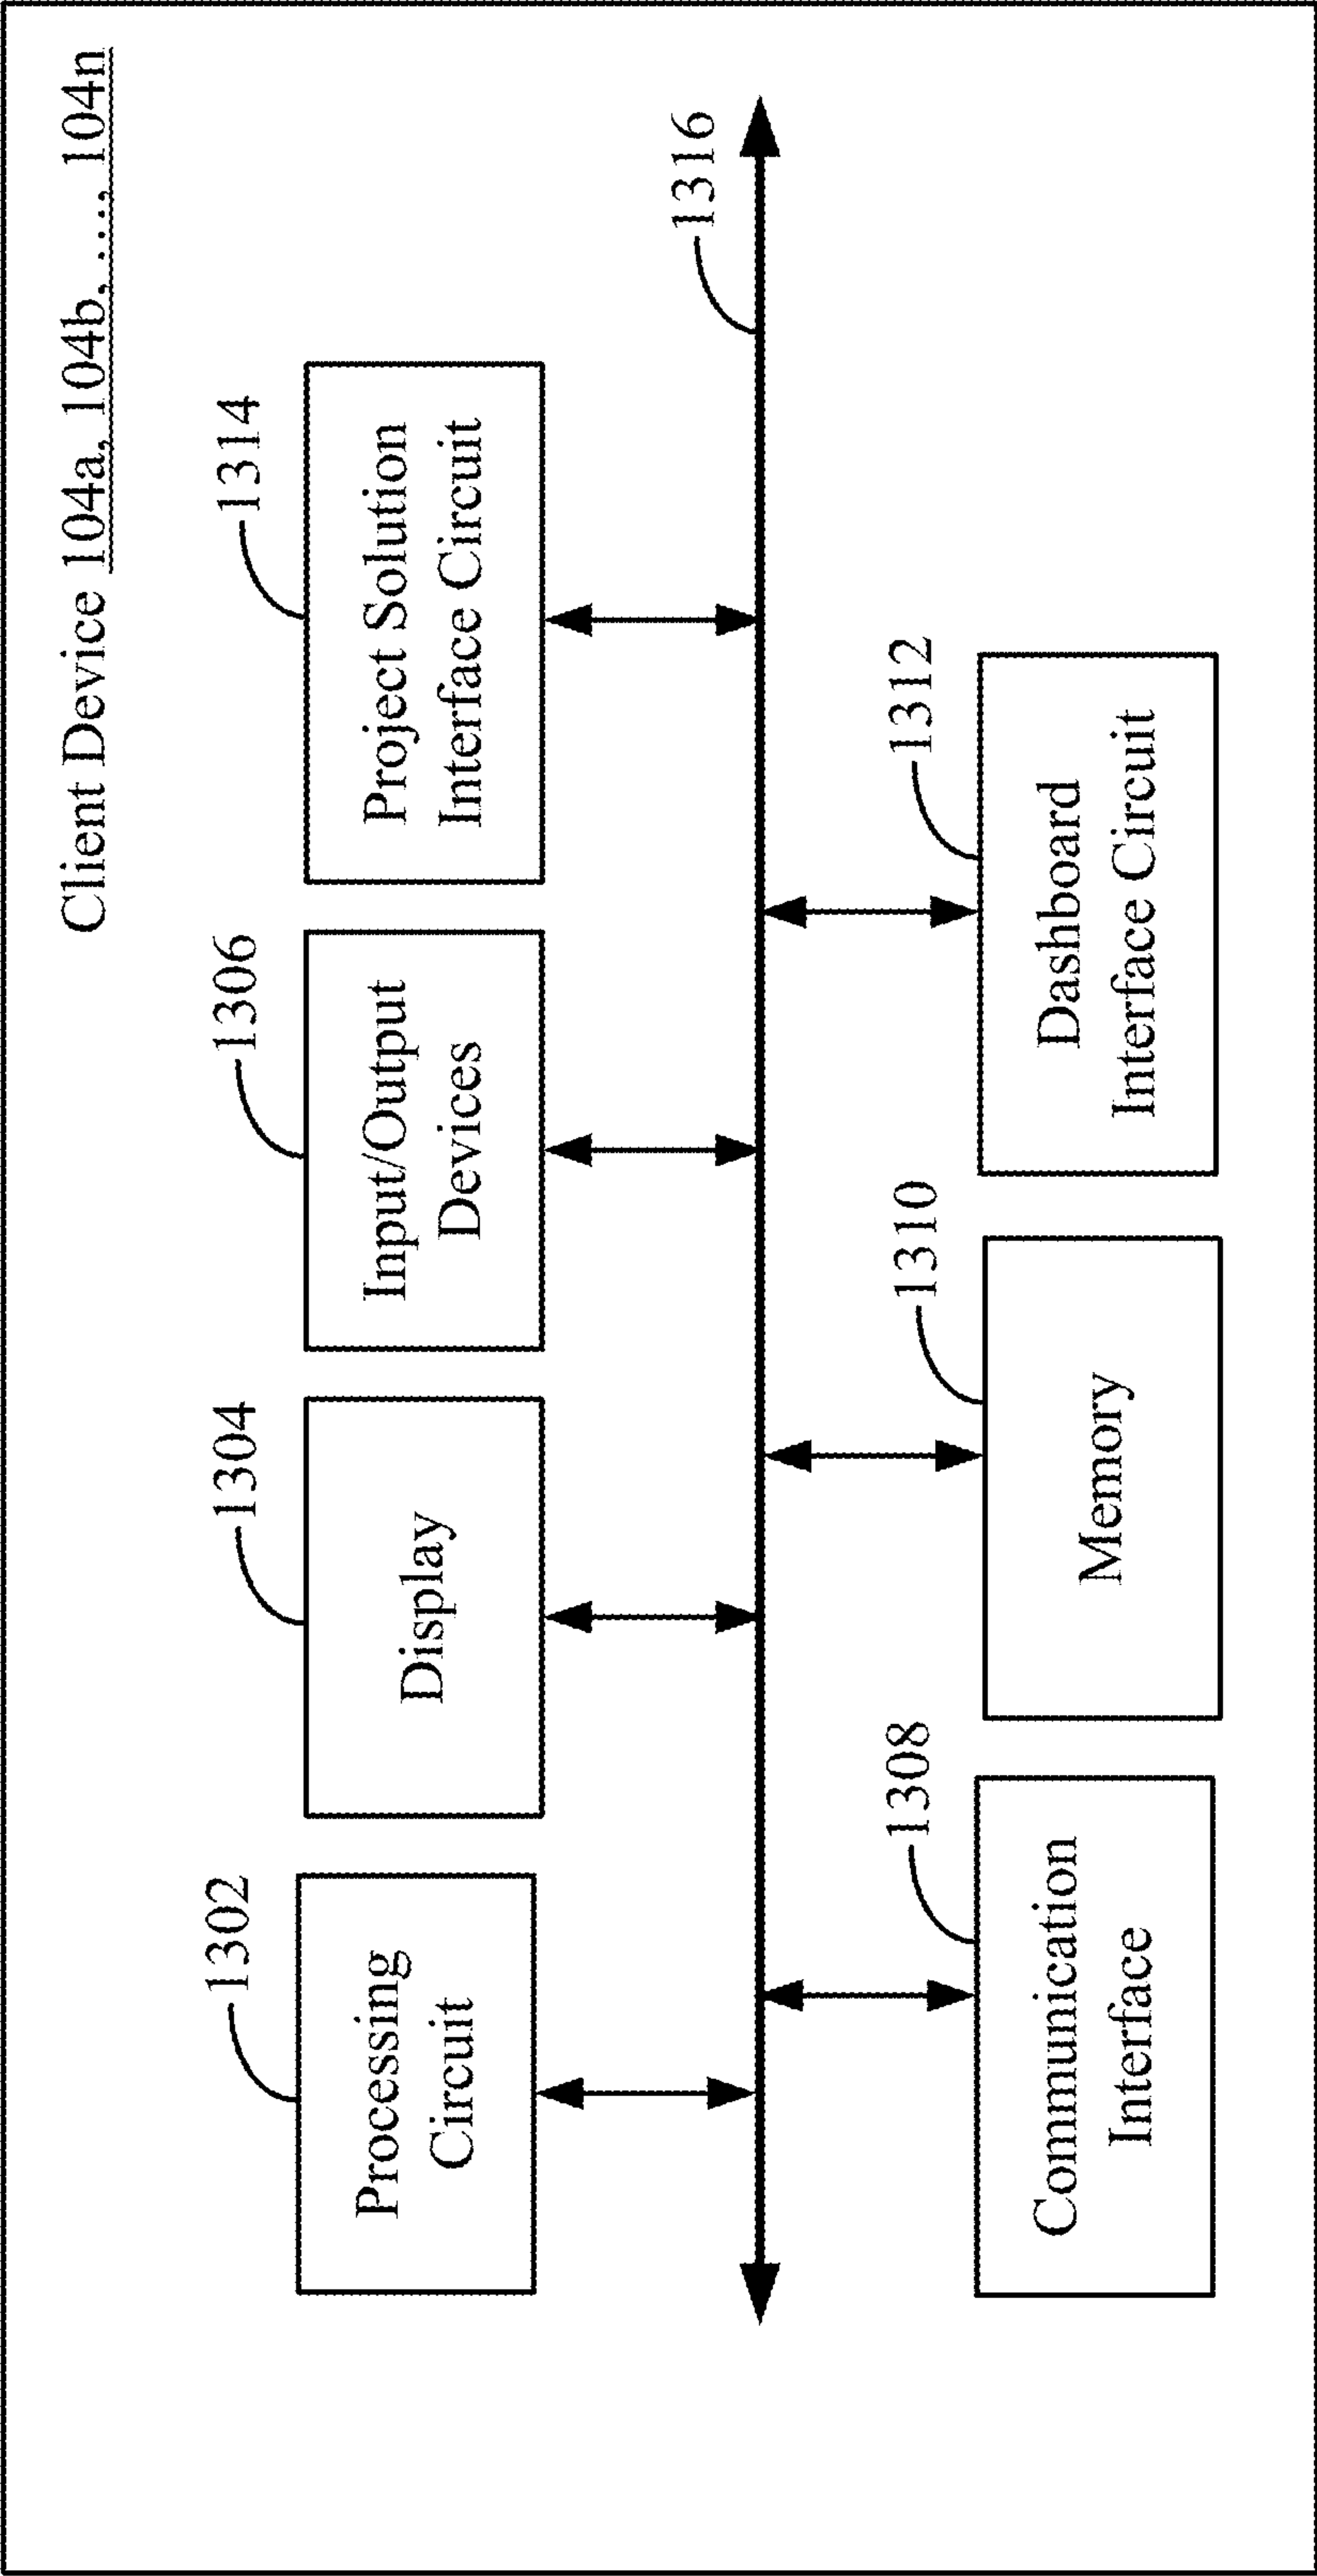 Client Device 104a, 104b, …, 104n
1302
Processing
Circuit
1304
Display
1306
Input/Output
Devices
1314
Project Solution
Interface Circuit
1316
1308
Communication
Interface
1310
Memory
1312
Dashboard
Interface Circuit